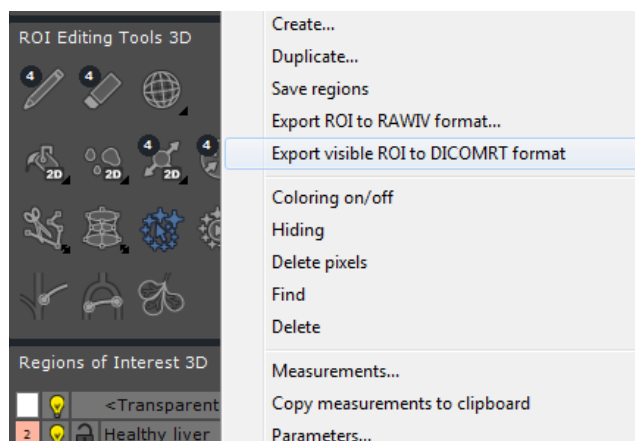 ROI Editing Tools 3D
4
4
2D
2D
4
2D
4
Regions of Interest 3D
<Transparent
2
Healthy liver
Create...
Duplicate...
Save regions
Export ROI to RAWIV format...
Export visible ROI to DICOMRT format
Coloring on/off
Hiding
Delete pixels
Find
Delete
Measurements...
Copy measurements to clipboard
Parameters...